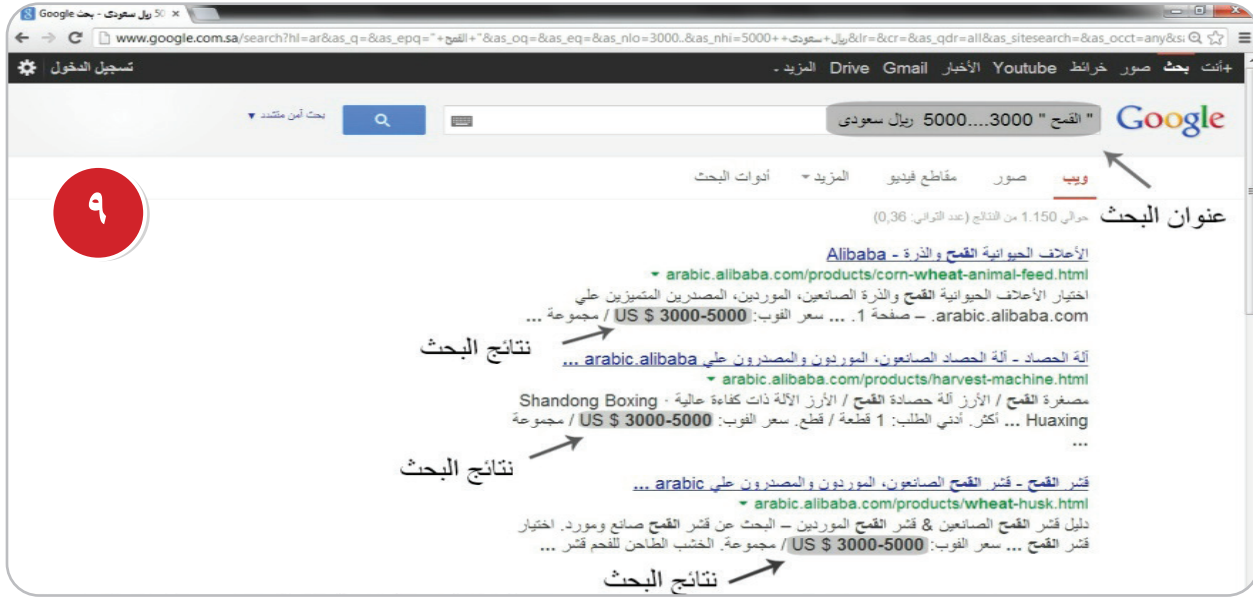 50 ريال سعودى - بحث Google
www.google.com.sa/search?hl=ar&as_q=&as_epq="+القمح+"&as_oq=&as_eq=&as_nlo=3000..&as_nhi=5000++ريال+سعودى&lr=&cr=&as_qdr=all&as_sitesearch=&as_occt=any&s
+أنت بحث صور خرائط Youtube الأخبار Drive Gmail المزيد
تسجيل الدخول
Google
" القمح " 3000....5000 ريال سعودى
بحث آمن متشدد
ويب صور مقاطع فيديو المزيد أدوات البحث
٩
عنوان البحث
حوالي 1.150 من النتائج (عدد الثواني: 0,36)
الأعلاف الحيوانية القمح والذرة - Alibaba
arabic.alibaba.com/products/corn-wheat-animal-feed.html
اختيار الأعلاف الحيوانية القمح والذرة الصانعين، الموردين، المصدرين المتميزين علي
arabic.alibaba.com. – صفحة 1. ... سعر الفوب: US $ 3000-5000 / مجموعة ...
نتائج البحث
آلة الحصاد - آلة الحصاد الصانعون، الموردون والمصدرون على arabic.alibaba ...
arabic.alibaba.com/products/harvest-machine.html
مصغرة القمح / الأرز آلة حصادة القمح / الأرز الآلة ذات كفاءة عالية · Shandong Boxing
Huaxing ... أكثر. أدني الطلب: 1 قطعة / قطع. سعر الفوب: US $ 3000-5000 / مجموعة
...
نتائج البحث
قشر القمح - قشر القمح الصانعون، الموردون والمصدرون على arabic ...
arabic.alibaba.com/products/wheat-husk.html
دليل قشر القمح الصانعين & قشر القمح الموردين – البحث عن قشر القمح صانع ومورد. اختيار
قشر القمح ... سعر الفوب: US $ 3000-5000 / مجموعة. الخشب الطاحن للفحم قشر ...
نتائج البحث